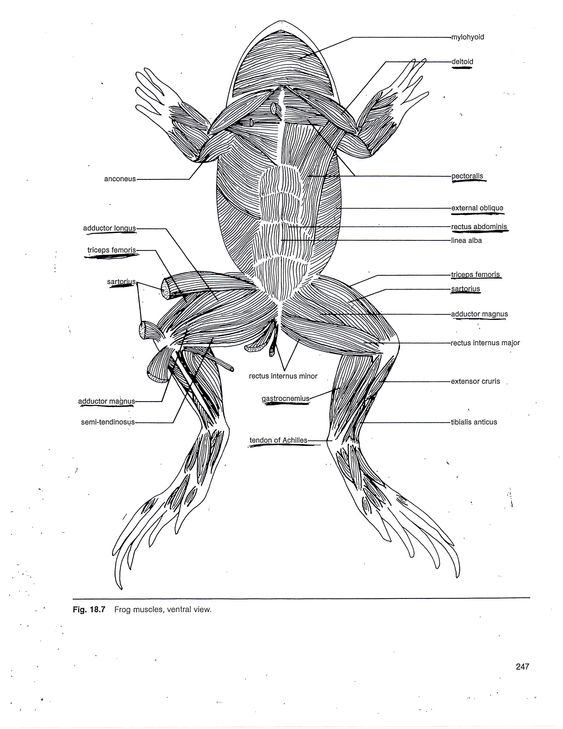 mylohyoid
deltoid
anconeus
pectoralis
external oblique
adductor longus
rectus abdominis
linea alba
triceps femoris
sartorius
triceps femoris
sartorius
adductor magnus
rectus internus major
rectus internus minor
extensor cruris
adductor magnus
gastrocnemius
semi-tendinosus
tibialis anticus
tendon of Achilles
Fig. 18.7 Frog muscles, ventral view.
247